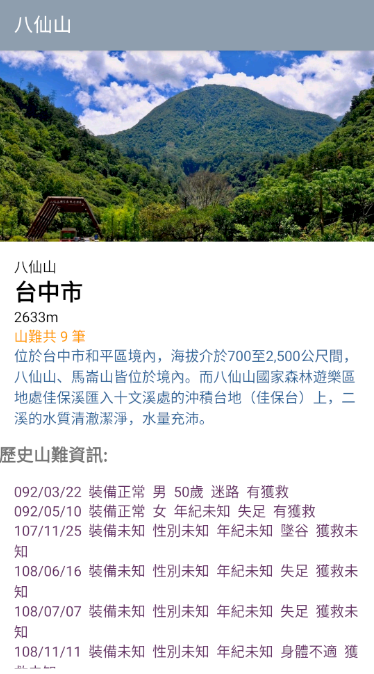 八仙山
八仙山
台中市
2633m
山難共 9 筆
位於台中市和平區境內，海拔介於700至2,500公尺間，
八仙山、馬崙山皆位於境內。而八仙山國家森林遊樂區
地處佳保溪匯入十文溪處的沖積台地（佳保台）上，二
溪的水質清澈潔淨，水量充沛。
歷史山難資訊:
092/03/22 裝備正常 男 50歲 迷路 有獲救
092/05/10 裝備正常 女 年紀未知 失足 有獲救
107/11/25 裝備未知 性別未知 年紀未知 墜谷 獲救未
知
108/06/16 裝備未知 性別未知 年紀未知 失足 獲救未
知
108/07/07 裝備未知 性別未知 年紀未知 失足 獲救未
知
108/11/11 裝備未知 性別未知 年紀未知 身體不適 獲